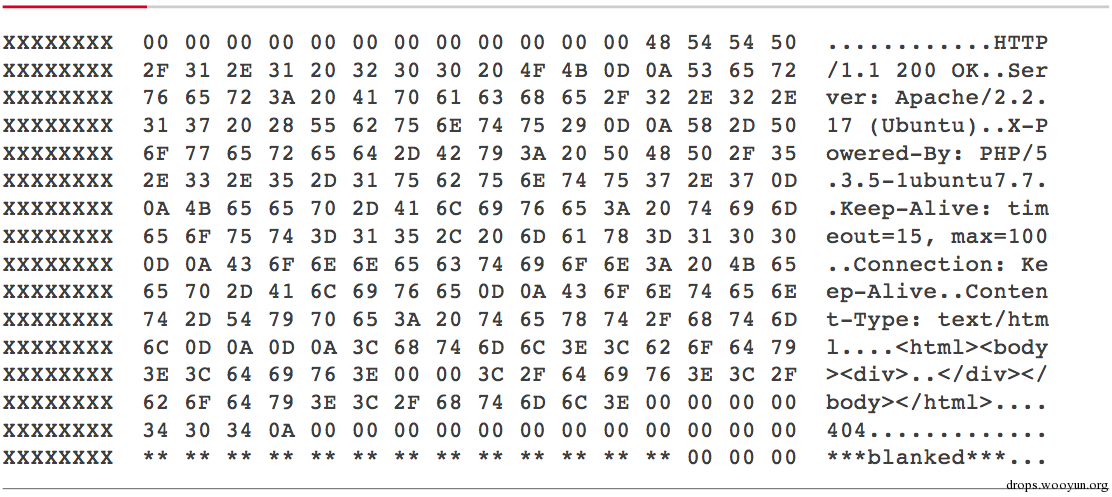 XXXXXXXX 00 00 00 00 00 00 00 00 00 00 00 00 48 54 54 50 ............HTTP
XXXXXXXX 2F 31 2E 31 20 32 30 30 20 4F 4B 0D 0A 53 65 72 /1.1 200 OK..Ser
XXXXXXXX 76 65 72 3A 20 41 70 61 63 68 65 2F 32 2E 32 2E ver: Apache/2.2.
XXXXXXXX 31 37 20 28 55 62 75 6E 74 75 29 0D 0A 58 2D 50 17 (Ubuntu)..X-P
XXXXXXXX 6F 77 65 72 65 64 2D 42 79 3A 20 50 48 50 2F 35 owered-By: PHP/5
XXXXXXXX 2E 33 2E 35 2D 31 75 62 75 6E 74 75 37 2E 37 0D .3.5-1ubuntu7.7.
XXXXXXXX 0A 4B 65 65 70 2D 41 6C 69 76 65 3A 20 74 69 6D .Keep-Alive: tim
XXXXXXXX 65 6F 75 74 3D 31 35 2C 20 6D 61 78 3D 31 30 30 eout=15, max=100
XXXXXXXX 0D 0A 43 6F 6E 6E 65 63 74 69 6F 6E 3A 20 4B 65 ..Connection: Ke
XXXXXXXX 65 70 2D 41 6C 69 76 65 0D 0A 43 6F 6E 74 65 6E ep-Alive..Conten
XXXXXXXX 74 2D 54 79 70 65 3A 20 74 65 78 74 2F 68 74 6D t-Type: text/htm
XXXXXXXX 6C 0D 0A 0D 0A 3C 68 74 6D 6C 3E 3C 62 6F 64 79 l....<html><body
XXXXXXXX 3E 3C 64 69 76 3E 00 00 3C 2F 64 69 76 3E 3C 2F ><div>..</div></
XXXXXXXX 62 6F 64 79 3E 3C 2F 68 74 6D 6C 3E 00 00 00 00 body></html>....
XXXXXXXX 34 30 34 0A 00 00 00 00 00 00 00 00 00 00 00 00 404.............
XXXXXXXX ** ** ** ** ** ** ** ** ** ** ** ** ** 00 00 00 ***blanked***...
drops.wooyun.org